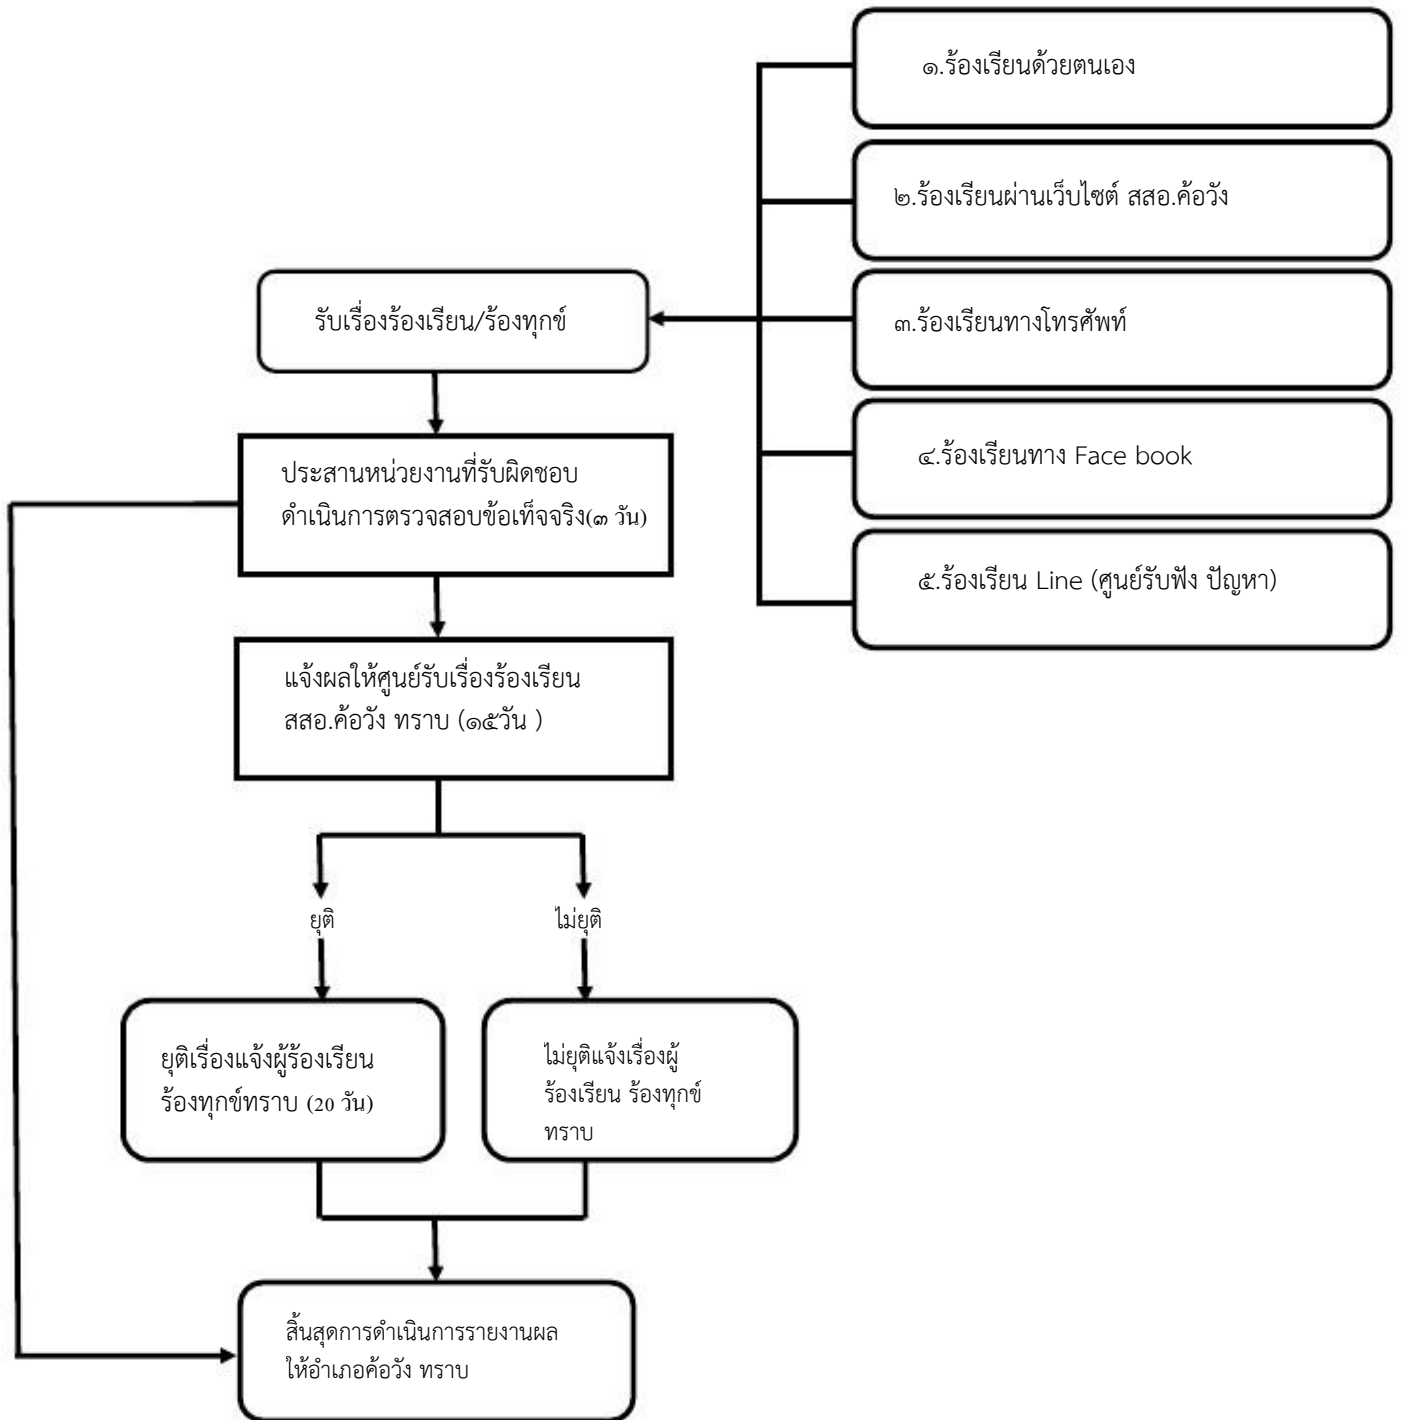 ๑.ร้องเรียนด้วยตนเอง
๒.ร้องเรียนผ่านเว็บไซต์ สสอ.ค้อวัง
๓.ร้องเรียนทางโทรศัพท์
๔.ร้องเรียนทาง Face book
๕.ร้องเรียน Line (ศูนย์รับฟัง ปัญหา)
รับเรื่องร้องเรียน/ร้องทุกข์
ประสานหน่วยงานที่รับผิดชอบ
ดำเนินการตรวจสอบข้อเท็จจริง(๓ วัน)
แจ้งผลให้ศูนย์รับเรื่องร้องเรียน
สสอ.ค้อวัง ทราบ (๑๕วัน )
ยุติ
ไม่ยุติ
ยุติเรื่องแจ้งผู้ร้องเรียน
ร้องทุกข์ทราบ (20 วัน)
ไม่ยุติแจ้งเรื่องผู้
ร้องเรียน ร้องทุกข์
ทราบ
สิ้นสุดการดำเนินการรายงานผล
ให้อำเภอค้อวัง ทราบ